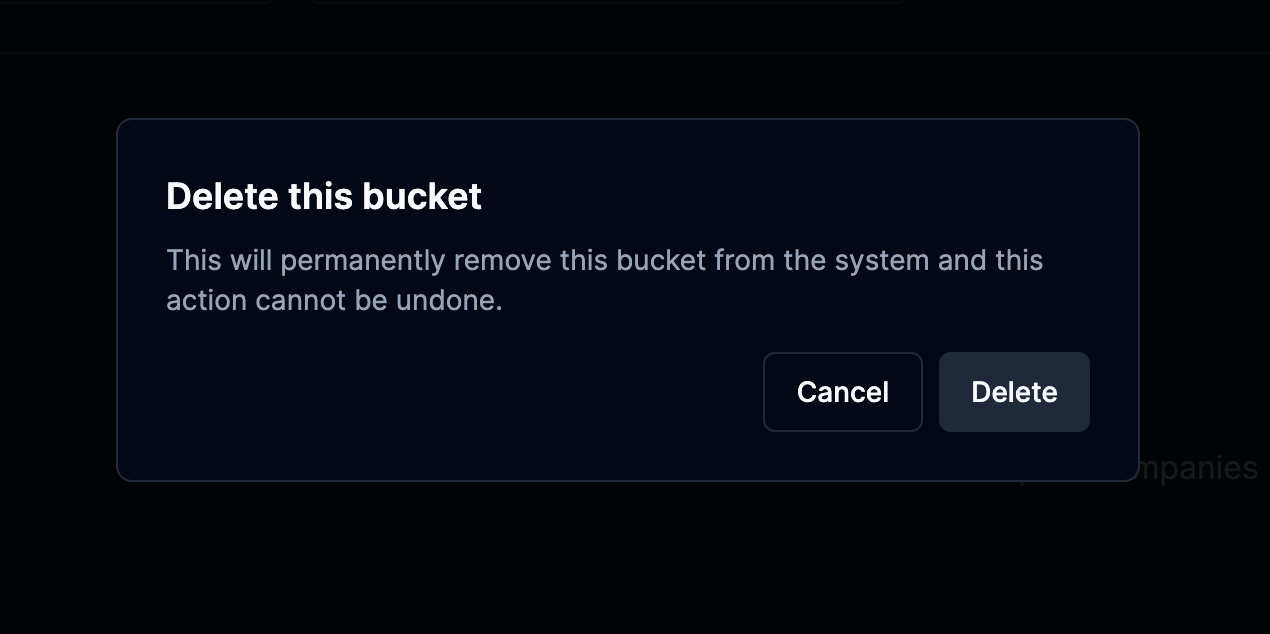 Delete this bucket
This will permanently remove this bucket from the system and this
action cannot be undone.
Cancel
Delete